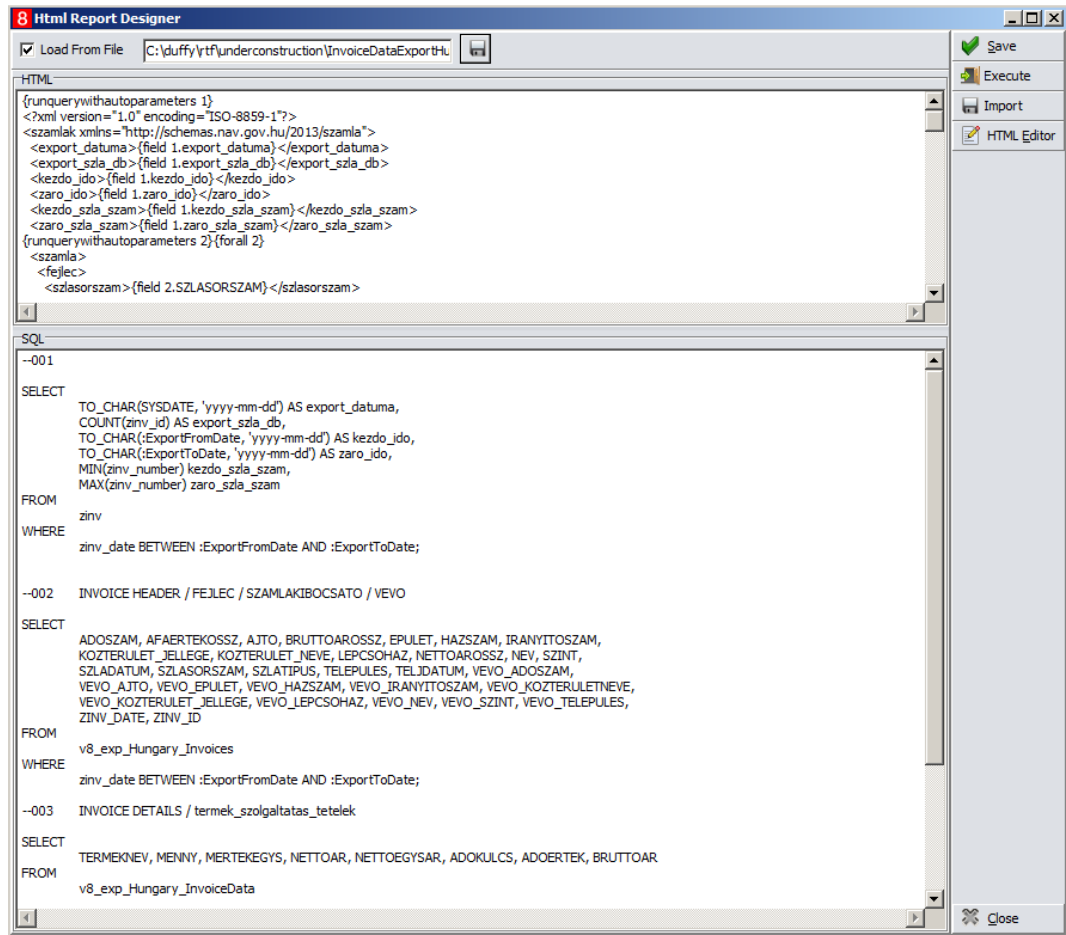 8 Html Report Designer
Load From File C:\duffy\rtf\underconstruction\InvoiceDataExportHu
Save
Execute
Import
HTML Editor
HTML
{runquerywithautoparameters 1}
<?xml version="1.0" encoding="ISO-8859-1"?>
<szamlak xmlns="http://schemas.nav.gov.hu/2013/szamla">
<export_datuma>{field 1.export_datuma}</export_datuma>
<export_szla_db>{field 1.export_szla_db}</export_szla_db>
<kezdo_ido>{field 1.kezdo_ido}</kezdo_ido>
<zaro_ido>{field 1.zaro_ido}</zaro_ido>
<kezdo_szla_szam>{field 1.kezdo_szla_szam}</kezdo_szla_szam>
<zaro_szla_szam>{field 1.zaro_szla_szam}</zaro_szla_szam>
{runquerywithautoparameters 2}{forall 2}
<szamla>
<fejlec>
<szlasorszam>{field 2.SZLASORSZAM}</szlasorszam>
SQL
--001
SELECT
TO_CHAR(SYSDATE, 'yyyy-mm-dd') AS export_datuma,
COUNT(zinv_id) AS export_szla_db,
TO_CHAR(:ExportFromDate, 'yyyy-mm-dd') AS kezdo_ido,
TO_CHAR(:ExportToDate, 'yyyy-mm-dd') AS zaro_ido,
MIN(zinv_number) kezdo_szla_szam,
MAX(zinv_number) zaro_szla_szam
FROM
zinv
WHERE
zinv_date BETWEEN :ExportFromDate AND :ExportToDate;
--002 INVOICE HEADER / FEJLEC / SZAMLAKIBOCSATO / VEVO
SELECT
ADOSZAM, AFAERTEKOSSZ, AJTO, BRUTTOAROSSZ, EPULET, HAZSZAM, IRANYITOSZAM,
KOZTERULET_JELLEGE, KOZTERULET_NEVE, LEPCSOHAZ, NETTOAROSSZ, NEV, SZINT,
SZLADATUM, SZLASORSZAM, SZLATIPUS, TELEPULES, TELJDATUM, VEVO_ADOSZAM,
VEVO_AJTO, VEVO_EPULET, VEVO_HAZSZAM, VEVO_IRANYITOSZAM, VEVO_KOZTERULETNEVE,
VEVO_KOZTERULET_JELLEGE, VEVO_LEPCSOHAZ, VEVO_NEV, VEVO_SZINT, VEVO_TELEPULES,
ZINV_DATE, ZINV_ID
FROM
v8_exp_Hungary_Invoices
WHERE
zinv_date BETWEEN :ExportFromDate AND :ExportToDate;
--003 INVOICE DETAILS / termek_szolgaltatas_tetelek
SELECT
TERMEKNEV, MENNY, MERTEKEGYS, NETTOAR, NETTOEGYSAR, ADOKULCS, ADOERTEK, BRUTTOAR
FROM
v8_exp_Hungary_InvoiceData
Close